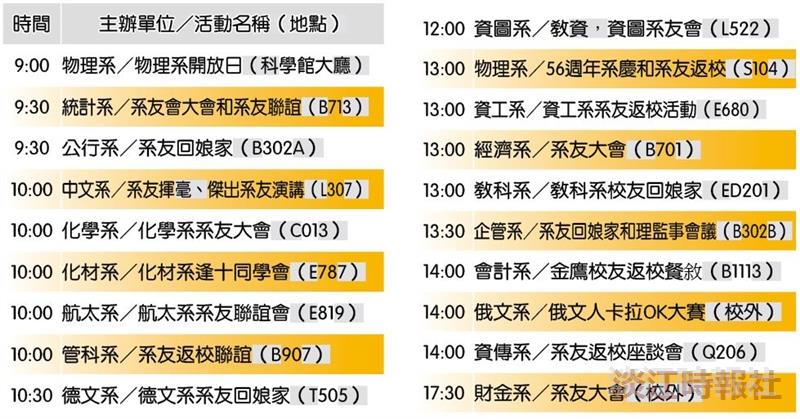 時間 主辦單位／活動名稱（地點）
9:00 物理系／物理系開放日（科學館大廳）
9:30 統計系／系友會大會和系友聯誼（B713）
9:30 公行系／系友回娘家（B302A）
10:00 中文系／系友揮毫、傑出系友演講（L307）
10:00 化學系／化學系系友大會（C013）
10:00 化材系／化材系逢十同學會（E787）
10:00 航太系／航太系系友聯誼會（E819）
10:00 管科系／系友返校聯誼（B907）
10:30 德文系／德文系系友回娘家（T505）
12:00 資圖系／教資，資圖系友會（L522）
13:00 物理系／56週年系慶和系友返校（S104）
13:00 資工系／資工系系友返校活動（E680）
13:00 經濟系／系友大會（B701）
13:00 教科系／教科系校友回娘家（ED201）
13:30 企管系／系友回娘家和理監事會議（B302B）
14:00 會計系／金鷹校友返校餐敘（B1113）
14:00 俄文系／俄文人卡拉OK大賽（校外）
14:00 資傳系／系友返校座談會（Q206）
17:30 財金系／系友大會（校外）
淡江時報社